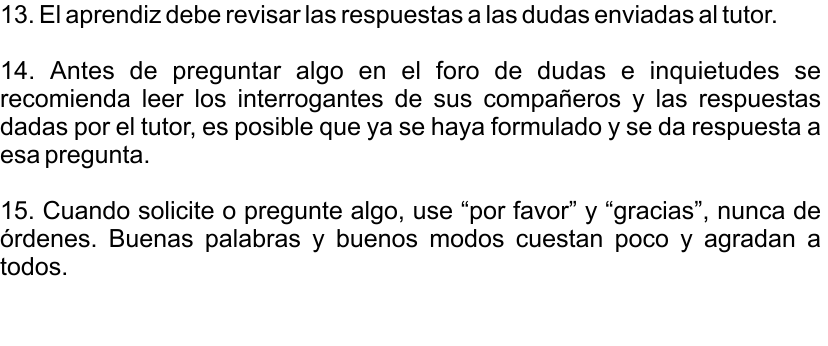 13. El aprendiz debe revisar las respuestas a las dudas enviadas al tutor.
14. Antes de preguntar algo en el foro de dudas e inquietudes se
recomienda leer los interrogantes de sus compañeros y las respuestas
dadas por el tutor, es posible que ya se haya formulado y se da respuesta a
esa pregunta.
15. Cuando solicite o pregunte algo, use “por favor” y “gracias”, nunca de
órdenes. Buenas palabras y buenos modos cuestan poco y agradan a
todos.